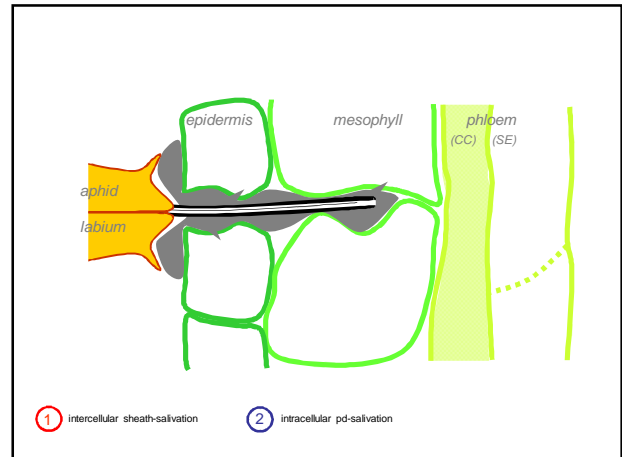 epidermis mesophyll phloem
(CC) (SE)
aphid
labium
1 intercellular sheath-salivation 2 intracellular pd-salivation